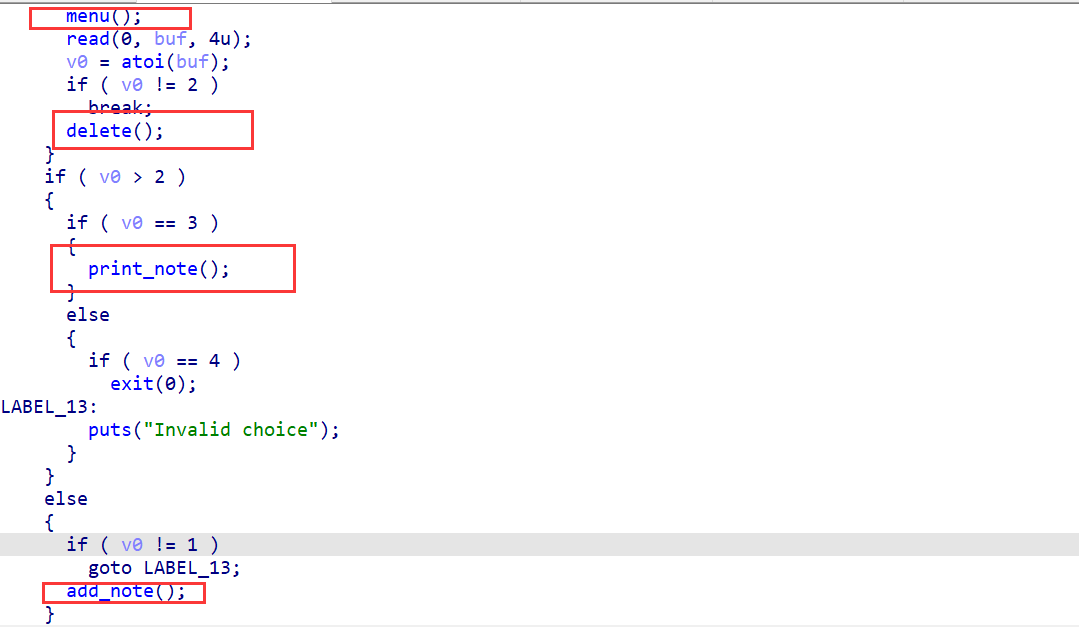 menu();
read(0, buf, 4u);
v0 = atoi(buf);
if ( v0 != 2 )
break;
delete();
}
if ( v0 > 2 )
{
if ( v0 == 3 )
{
print_note();
}
else
{
if ( v0 == 4 )
exit(0);
LABEL_13:
puts("Invalid choice");
}
}
else
{
if ( v0 != 1 )
goto LABEL_13;
add_note();
}